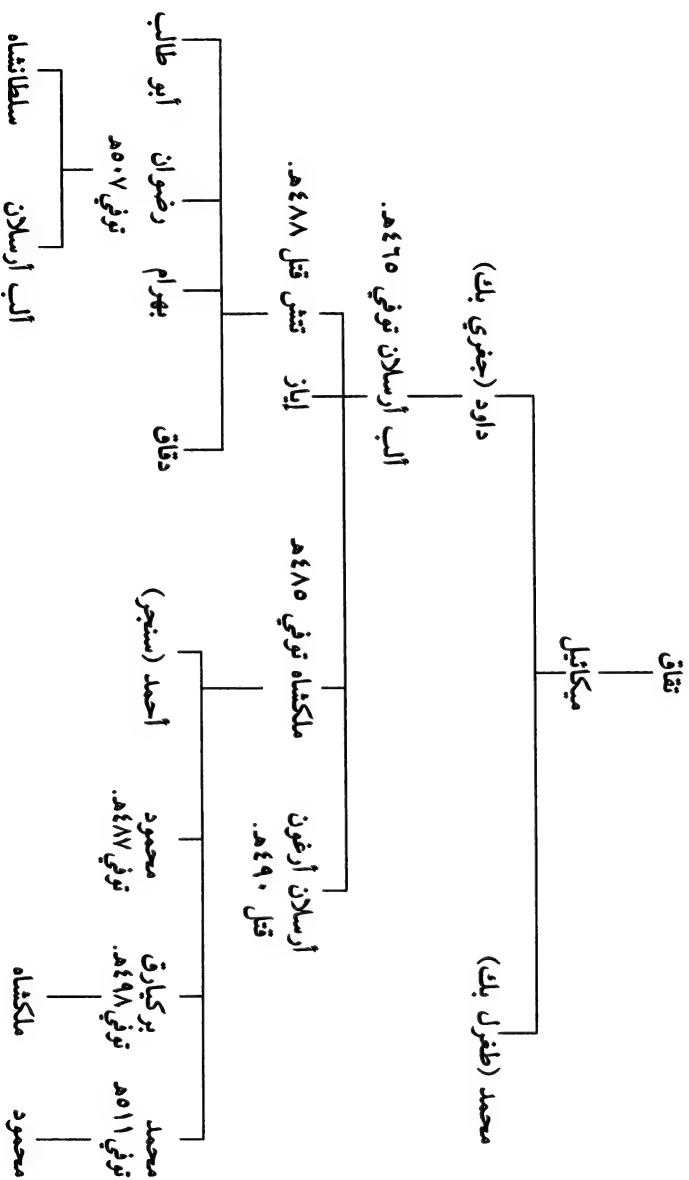 تقاق
ميكائيل
محمد (طغرل بك)
داود (جغري بك)
ألب أرسلان توفي ٤٦٥هـ.
أرسلان أرغون
قتل ٤٩٠هـ.
ملكشاه توفي ٤٨٥هـ
إياز
تتش قتل ٤٨٨هـ.
محمد
توفي ٥١١هـ
بركيارق
توفي ٤٩٨هـ.
محمود
توفي ٤٨٧هـ.
أحمد (سنجر)
دقاق
بهرام
رضوان
توفي ٥٠٧هـ
أبو طالب
محمود
ملكشاه
ألب أرسلان
سلطانشاه